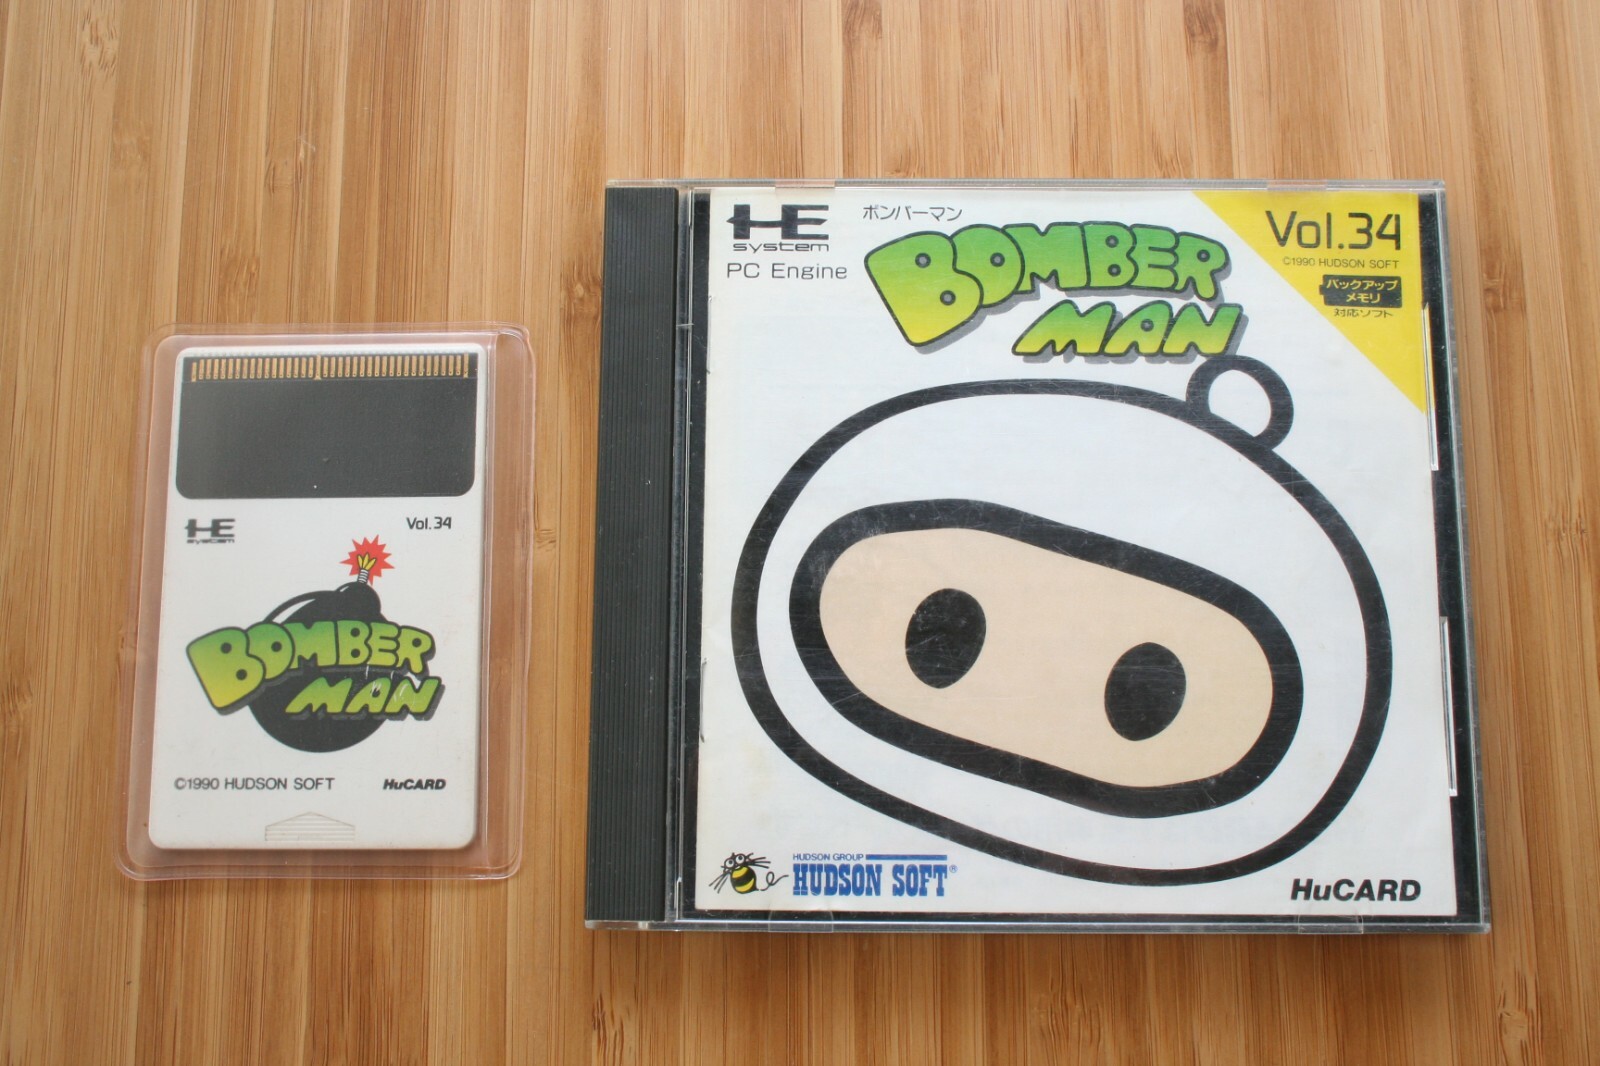 HE
system
Vol.34
BOMBER
MAN
©1990 HUDSON SOFT
HuCARD
HE
system
PC Engine
ボンバーマン
BOMBER
MAN
Vol.34
©1990 HUDSON SOFT
バックアップ
メモリ
対応ソフト
HUDSON GROUP
HUDSON SOFT®
HuCARD